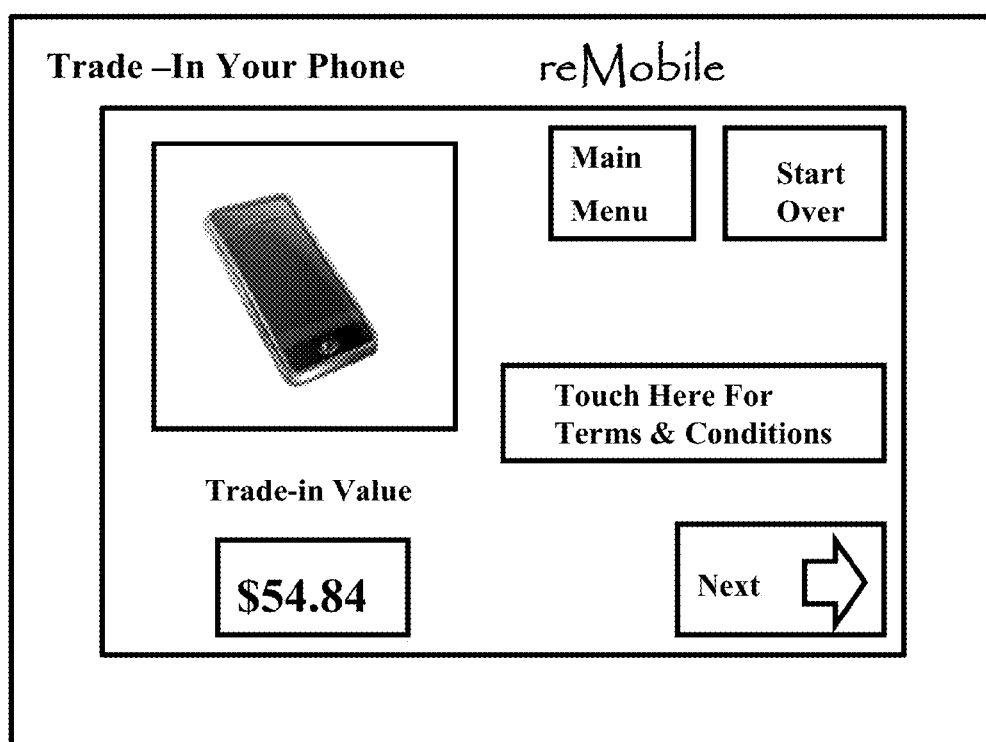 Trade –In Your Phone
reMobile
Main
Menu
Start
Over
Touch Here For
Terms & Conditions
Trade-in Value
$54.84
Next